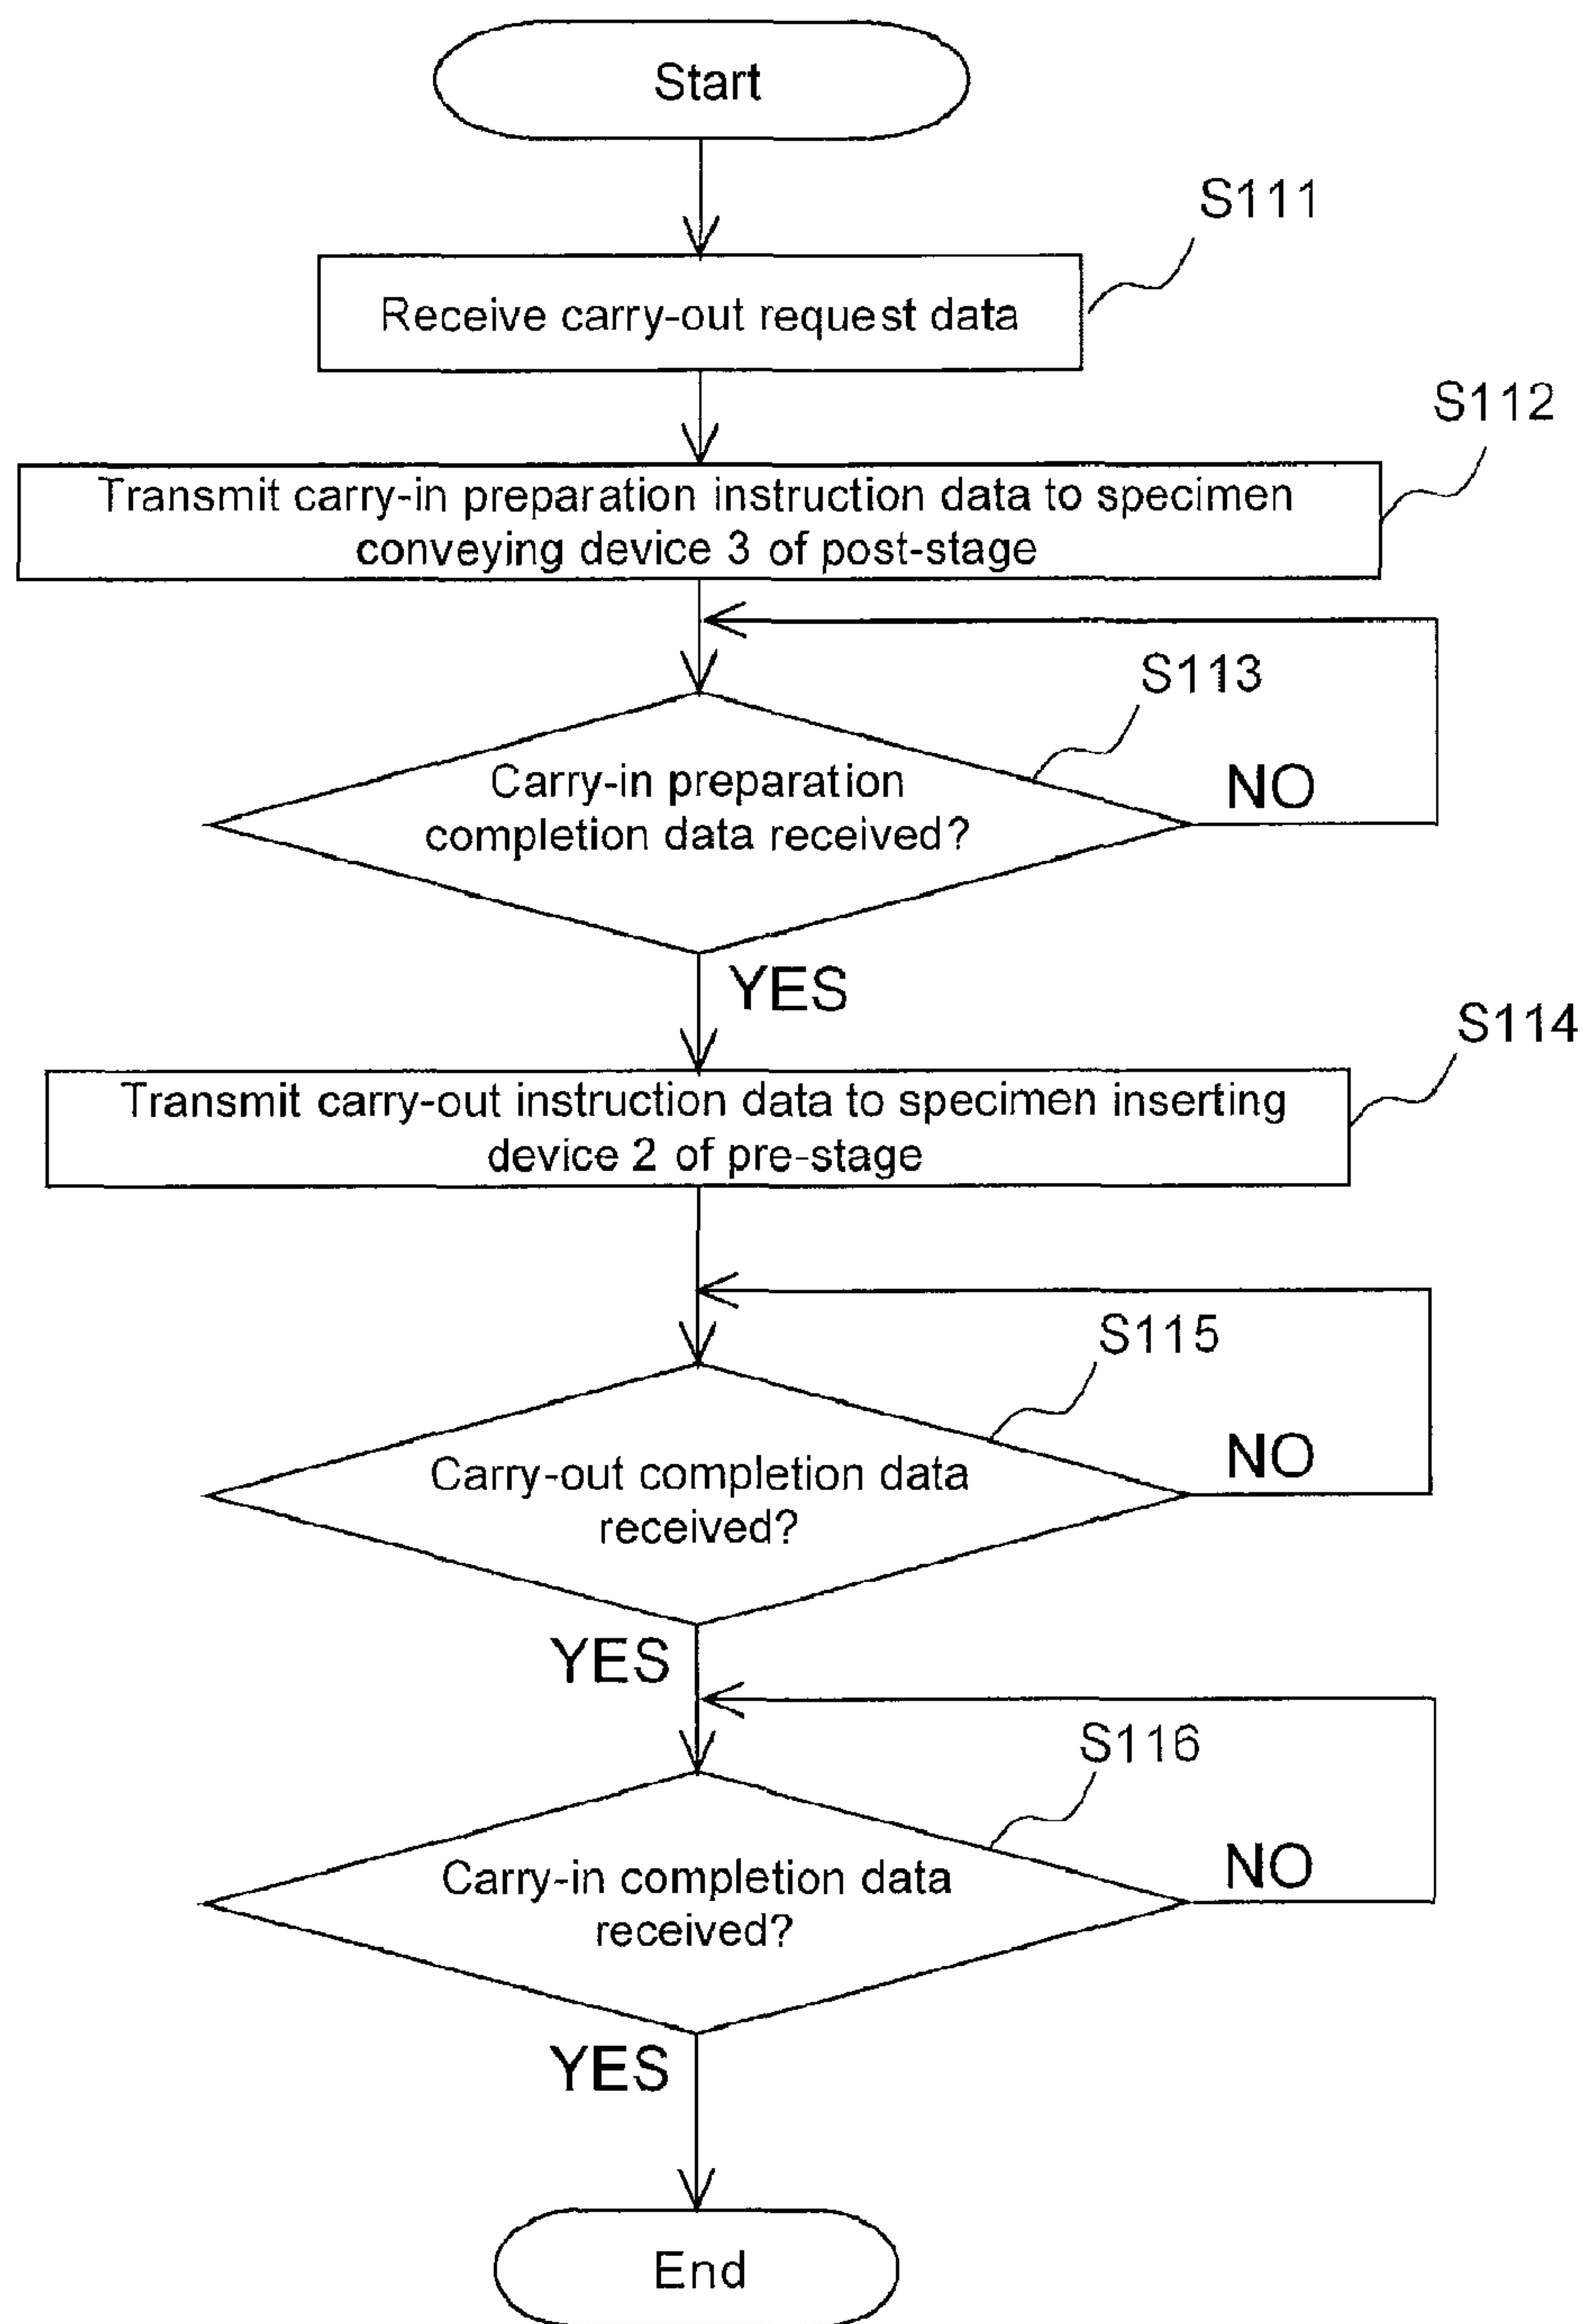 Start
S111
Receive carry-out request data
S112
Transmit carry-in preparation instruction data to specimen
conveying device 3 of post-stage
S113
Carry-in preparation
completion data received?
NO
YES
S114
Transmit carry-out instruction data to specimen inserting
device 2 of pre-stage
S115
Carry-out completion data
received?
NO
YES
S116
Carry-in completion data
received?
NO
YES
End